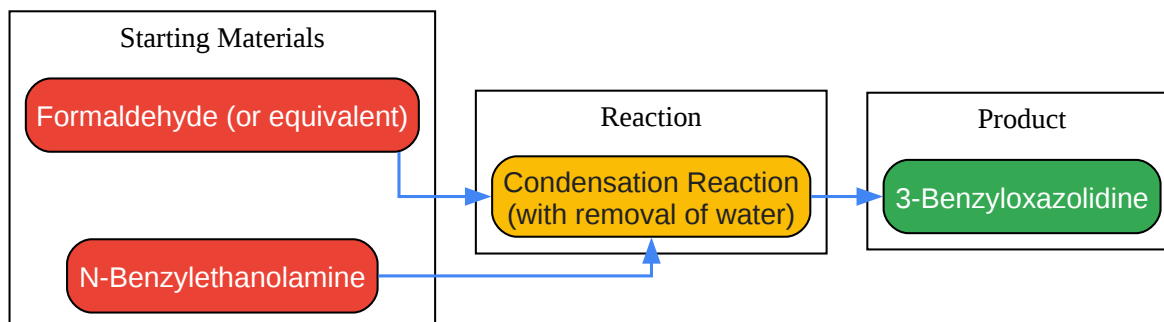 Starting Materials
Formaldehyde (or equivalent)
N-Benzylethanolamine
Reaction
Condensation Reaction
(with removal of water)
Product
3-Benzyloxazolidine